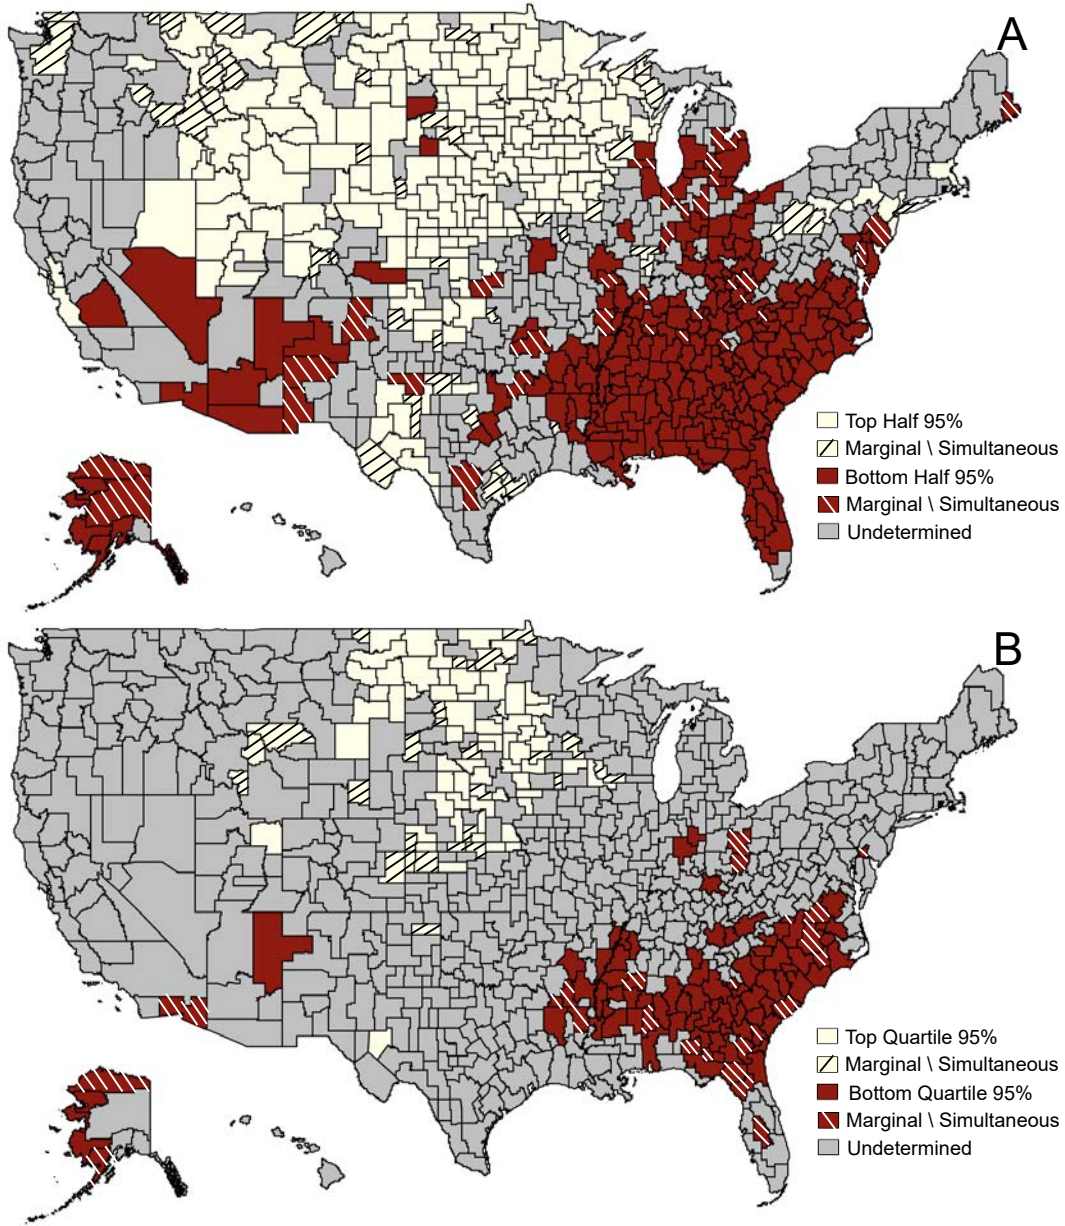 A
Top Half 95%
Marginal \ Simultaneous
Bottom Half 95%
Marginal \ Simultaneous
Undetermined
B
Top Quartile 95%
Marginal \ Simultaneous
Bottom Quartile 95%
Marginal \ Simultaneous
Undetermined